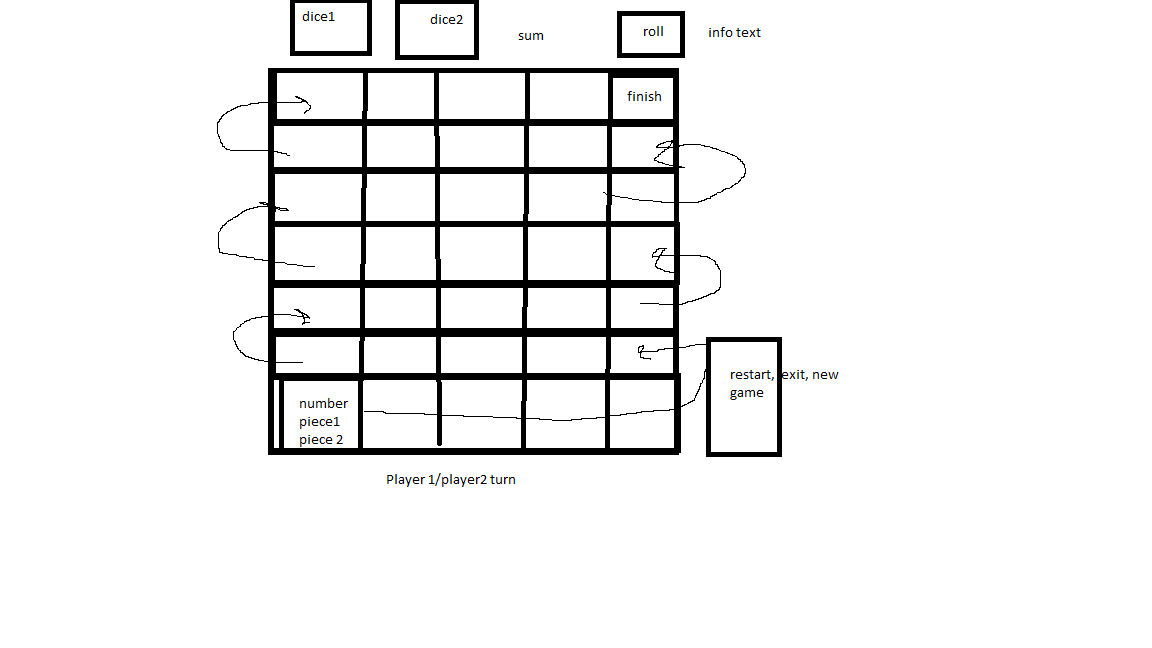 dice1
dice2
sum
roll
info text
finish
restart, exit, new
game
number
piece1
piece 2
Player 1/player2 turn